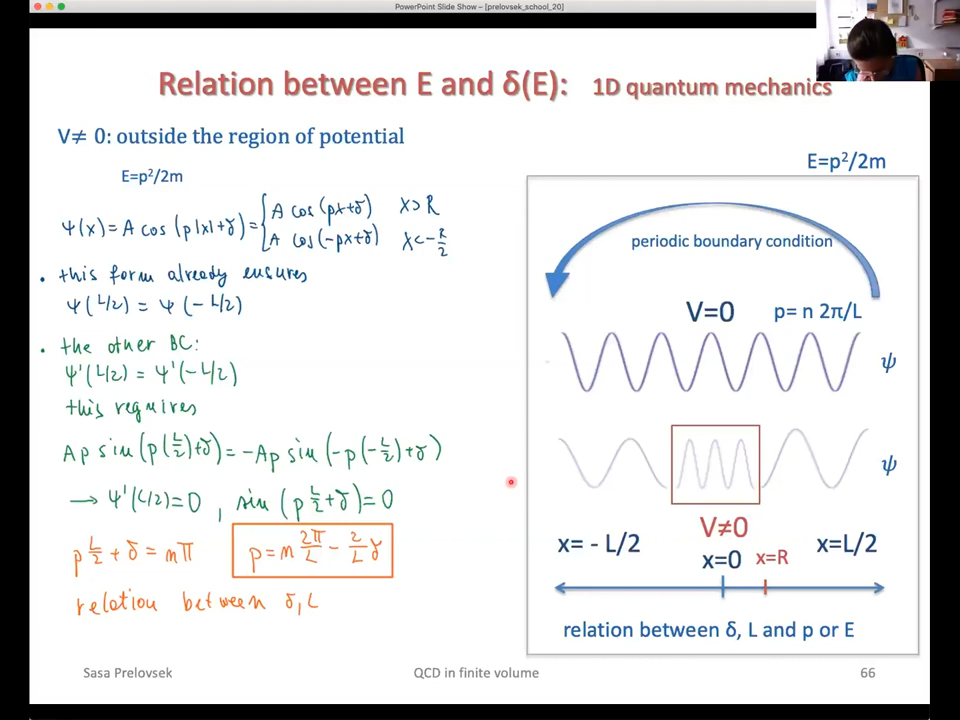 PowerPoint Slide Show - [prelovsek_school_20]
Relation between E and δ(E): 1D quantum mechanics
V≠ 0: outside the region of potential
E=p²/2m
ψ(x) = A cos(p|x|+δ) = { A cos(px+δ) x>R
A cos(-px+δ) x<-R/2
• this form already ensures
ψ(L/2) = ψ(-L/2)
• the other BC:
ψ'(L/2) = ψ'(-L/2)
this requires
Ap sin(p(L/2)+δ) = -Ap sin(-p(-L/2)+δ)
→ ψ'(L/2)=0, sin(p L/2+δ)=0
p L/2 + δ = nπ
p = n 2π/L - 2/L δ
relation between δ, L
E=p²/2m
periodic boundary condition
V=0 p= n 2π/L
ψ
ψ
V≠0
x= - L/2 x=0 x=R x=L/2
relation between δ, L and p or E
Sasa Prelovsek QCD in finite volume 66